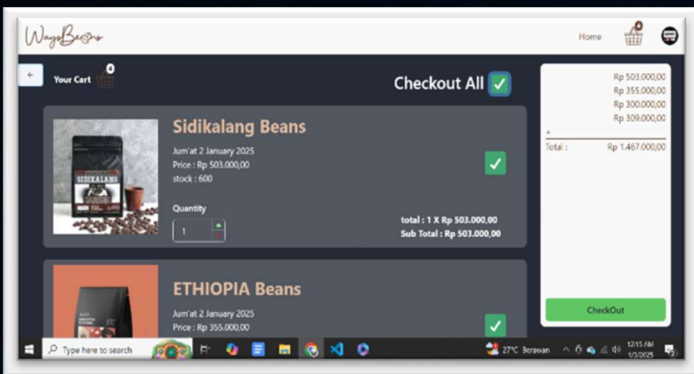 WaysBeans
Home
4
Your Cart
4
Checkout All
Sidikalang Beans
Jum'at 2 January 2025
Price : Rp 503.000,00
stock : 600
Quantity
1
total : 1 X Rp 503.000,00
Sub Total : Rp 503.000,00
SIDIKALANG
ETHIOPIA Beans
Jum'at 2 January 2025
Price : Rp 355.000,00
Rp 503.000,00
Rp 355.000,00
Rp 300.000,00
Rp 309.000,00
+
Total : Rp 1.467.000,00
CheckOut
Type here to search
27°C Berawan
12:15 AM
1/3/2025